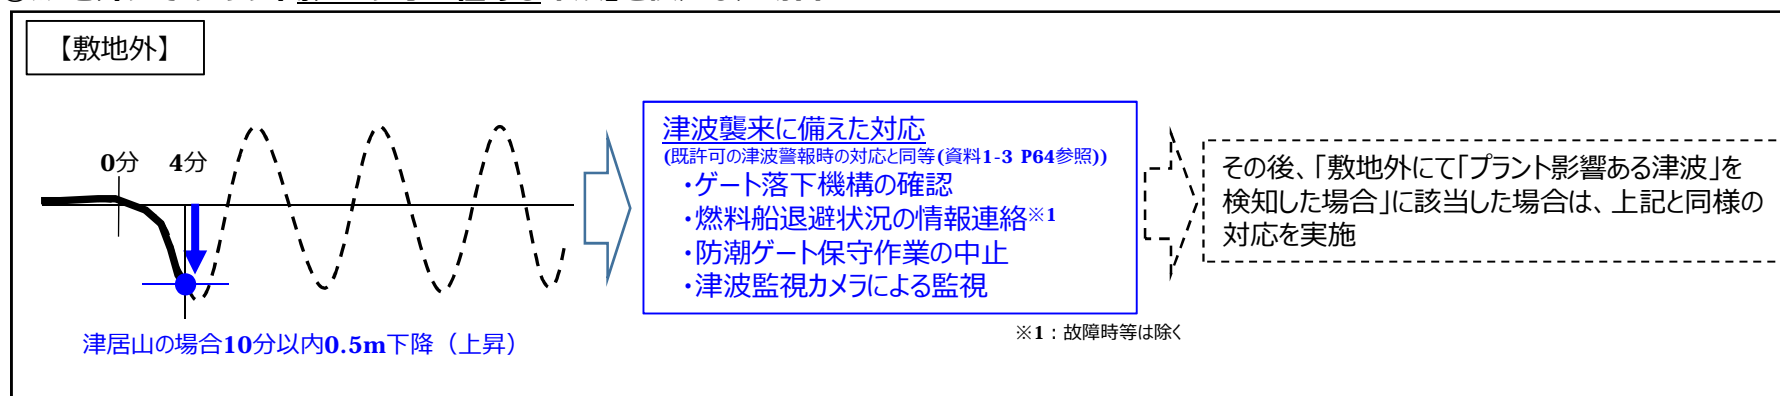 【敷地外】
0分 4分
津居山の場合10分以内0.5m下降（上昇）
津波襲来に備えた対応
(既許可の津波警報時の対応と同等(資料1-3 P64参照))
・ゲート落下機構の確認
・燃料船退避状況の情報連絡※1
・防潮ゲート保守作業の中止
・津波監視カメラによる監視
※1：故障時等は除く
その後、「敷地外にて「プラント影響ある津波」を
検知した場合」に該当した場合は、上記と同様の
対応を実施